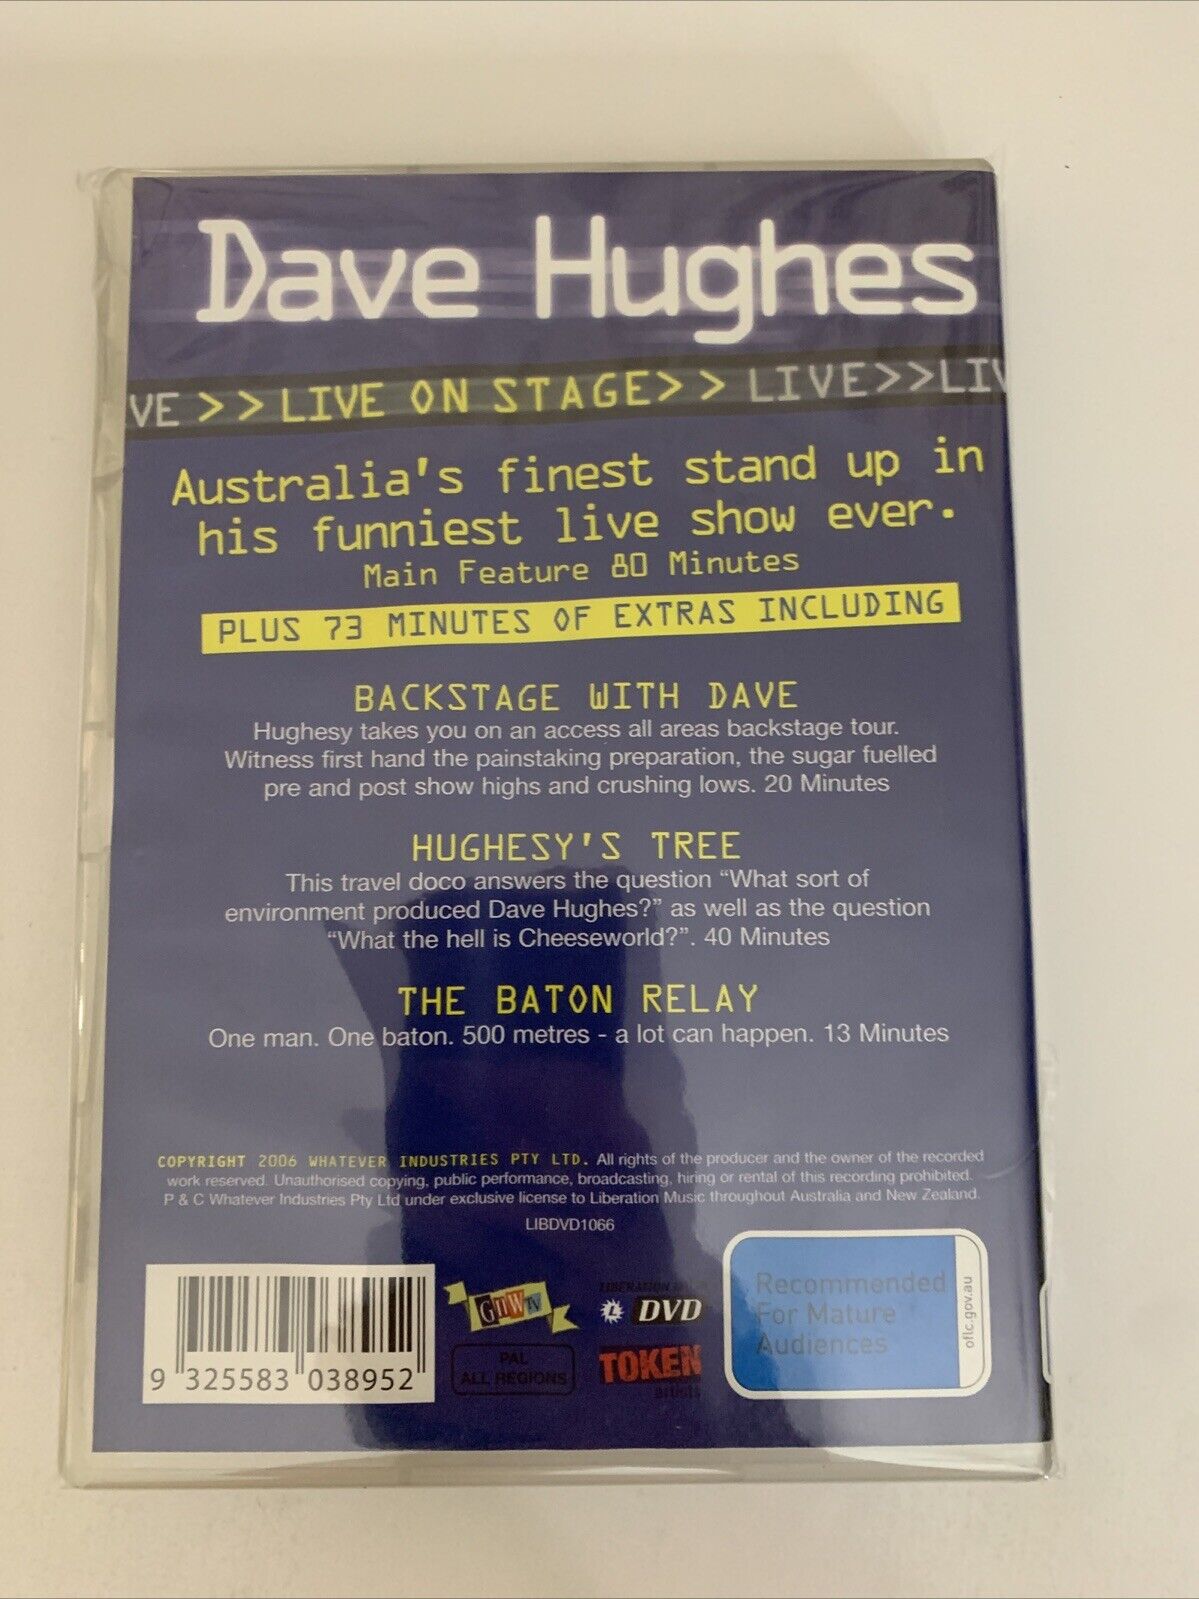 Dave Hughes
VE >> LIVE ON STAGE>> LIVE>>LIV
Australia's finest stand up in
his funniest live show ever.
Main Feature 80 Minutes
PLUS 73 MINUTES OF EXTRAS INCLUDING
BACKSTAGE WITH DAVE
Hughesy takes you on an access all areas backstage tour.
Witness first hand the painstaking preparation, the sugar fuelled
pre and post show highs and crushing lows. 20 Minutes
HUGHESY'S TREE
This travel doco answers the question “What sort of
environment produced Dave Hughes?” as well as the question
“What the hell is Cheeseworld?”. 40 Minutes
THE BATON RELAY
One man. One baton. 500 metres - a lot can happen. 13 Minutes
COPYRIGHT 2006 WHATEVER INDUSTRIES PTY LTD. All rights of the producer and the owner of the recorded
work reserved. Unauthorised copying, public performance, broadcasting, hiring or rental of this recording prohibited.
P & C Whatever Industries Pty Ltd under exclusive license to Liberation Music throughout Australia and New Zealand.
LIBDVD1066
9 325583 038952
GNWTV
PAL
ALL REGIONS
LIBERATION
DVD
TOKEN
artists
Recommended
For Mature
Audiences
oflc.gov.au